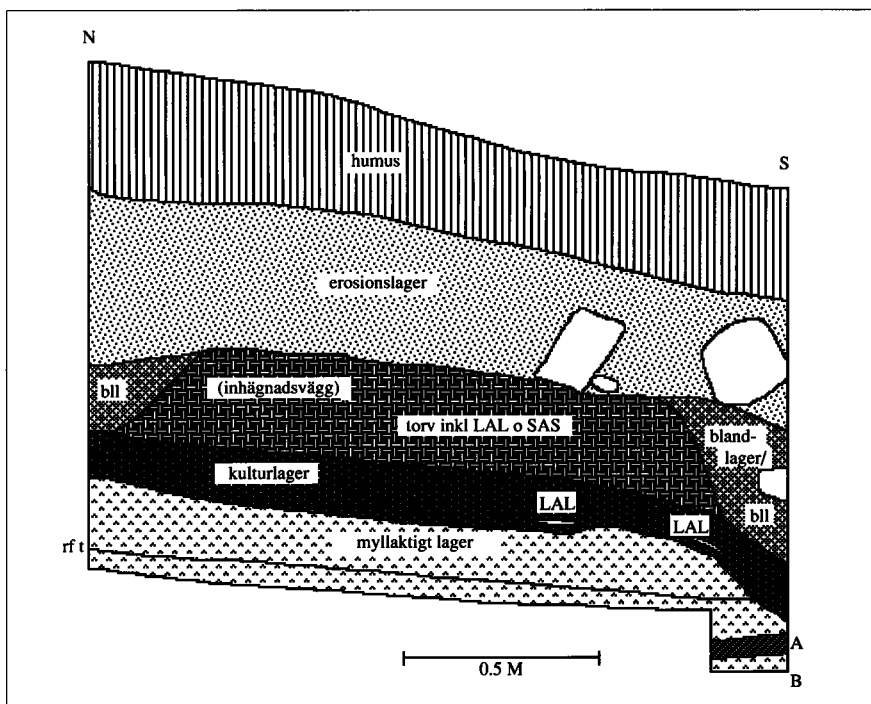 N
S
humus
erosionslager
bll
(inhägnadsvägg)
torv inkl LAL o SAS
bland-
lager/
kulturlager
LAL
LAL
bll
myllaktigt lager
rf t
A
0.5 M
B